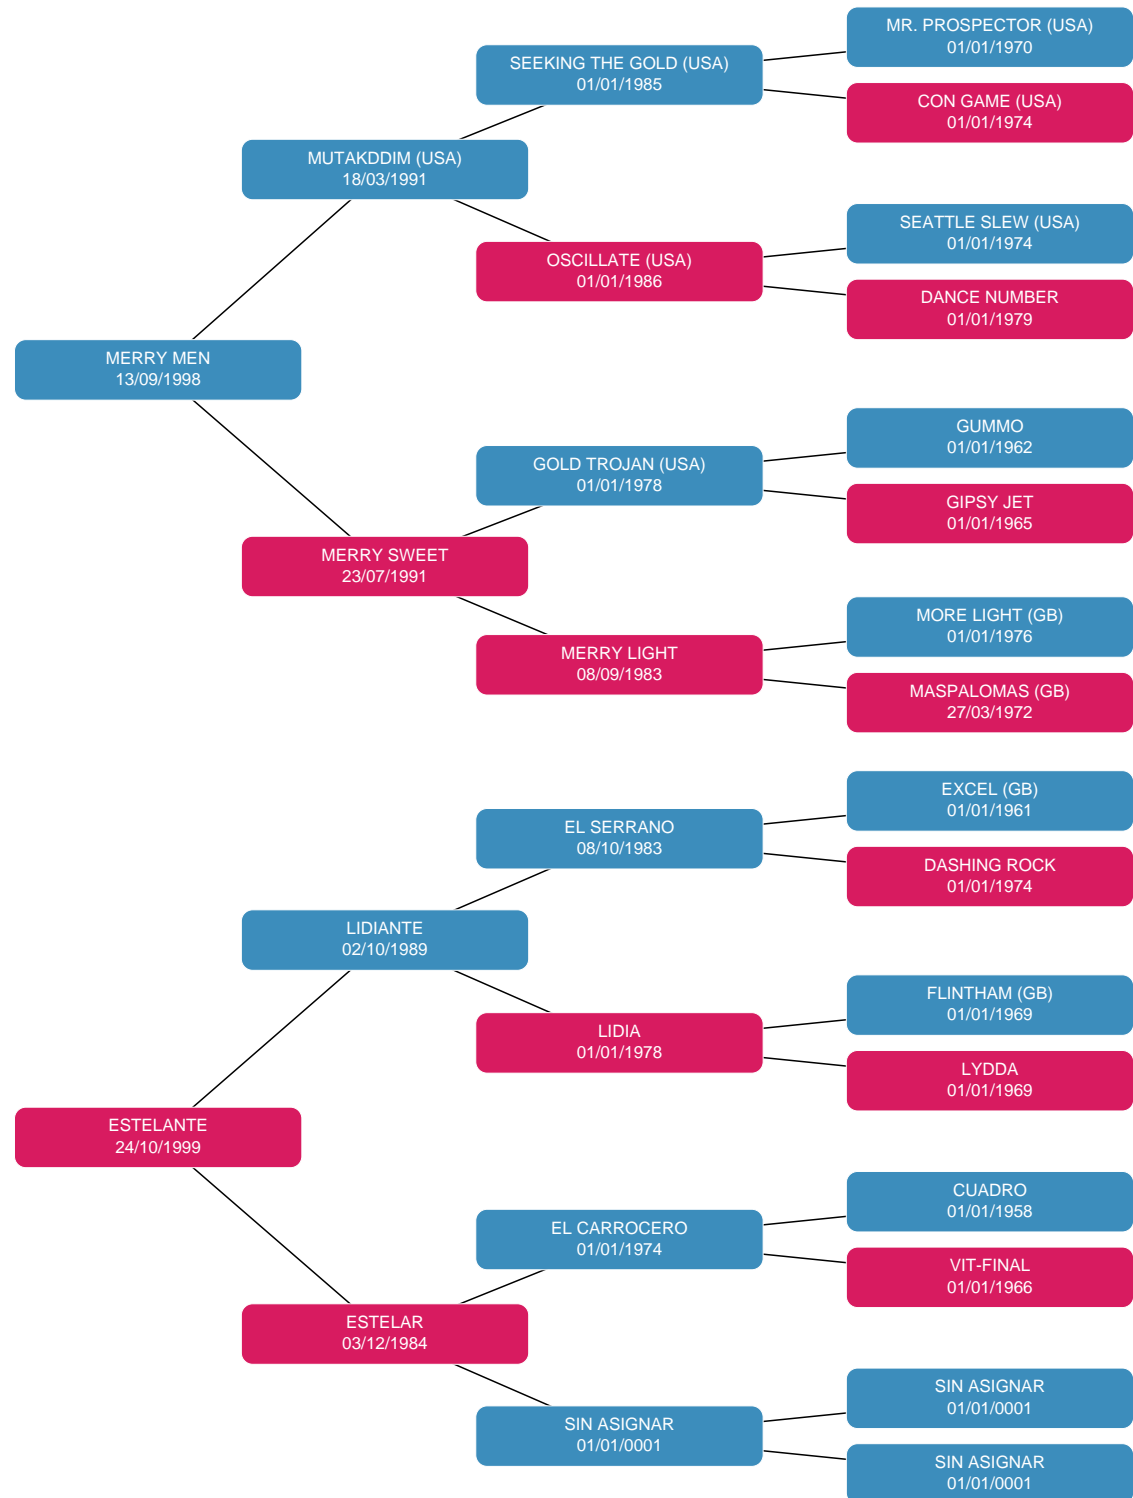 MR. PROSPECTOR (USA)
01/01/1970
SEEKING THE GOLD (USA)
01/01/1985
CON GAME (USA)
01/01/1974
MUTAKDDIM (USA)
18/03/1991
SEATTLE SLEW (USA)
01/01/1974
OSCILLATE (USA)
01/01/1986
DANCE NUMBER
01/01/1979
MERRY MEN
13/09/1998
GUMMO
01/01/1962
GOLD TROJAN (USA)
01/01/1978
GIPSY JET
01/01/1965
MERRY SWEET
23/07/1991
MORE LIGHT (GB)
01/01/1976
MERRY LIGHT
08/09/1983
MASPALOMAS (GB)
27/03/1972
EXCEL (GB)
01/01/1961
EL SERRANO
08/10/1983
DASHING ROCK
01/01/1974
LIDIANTE
02/10/1989
FLINTHAM (GB)
01/01/1969
LIDIA
01/01/1978
LYDDA
01/01/1969
ESTELANTE
24/10/1999
CUADRO
01/01/1958
EL CARROCERO
01/01/1974
VIT-FINAL
01/01/1966
ESTELAR
03/12/1984
SIN ASIGNAR
01/01/0001
SIN ASIGNAR
01/01/0001
SIN ASIGNAR
01/01/0001